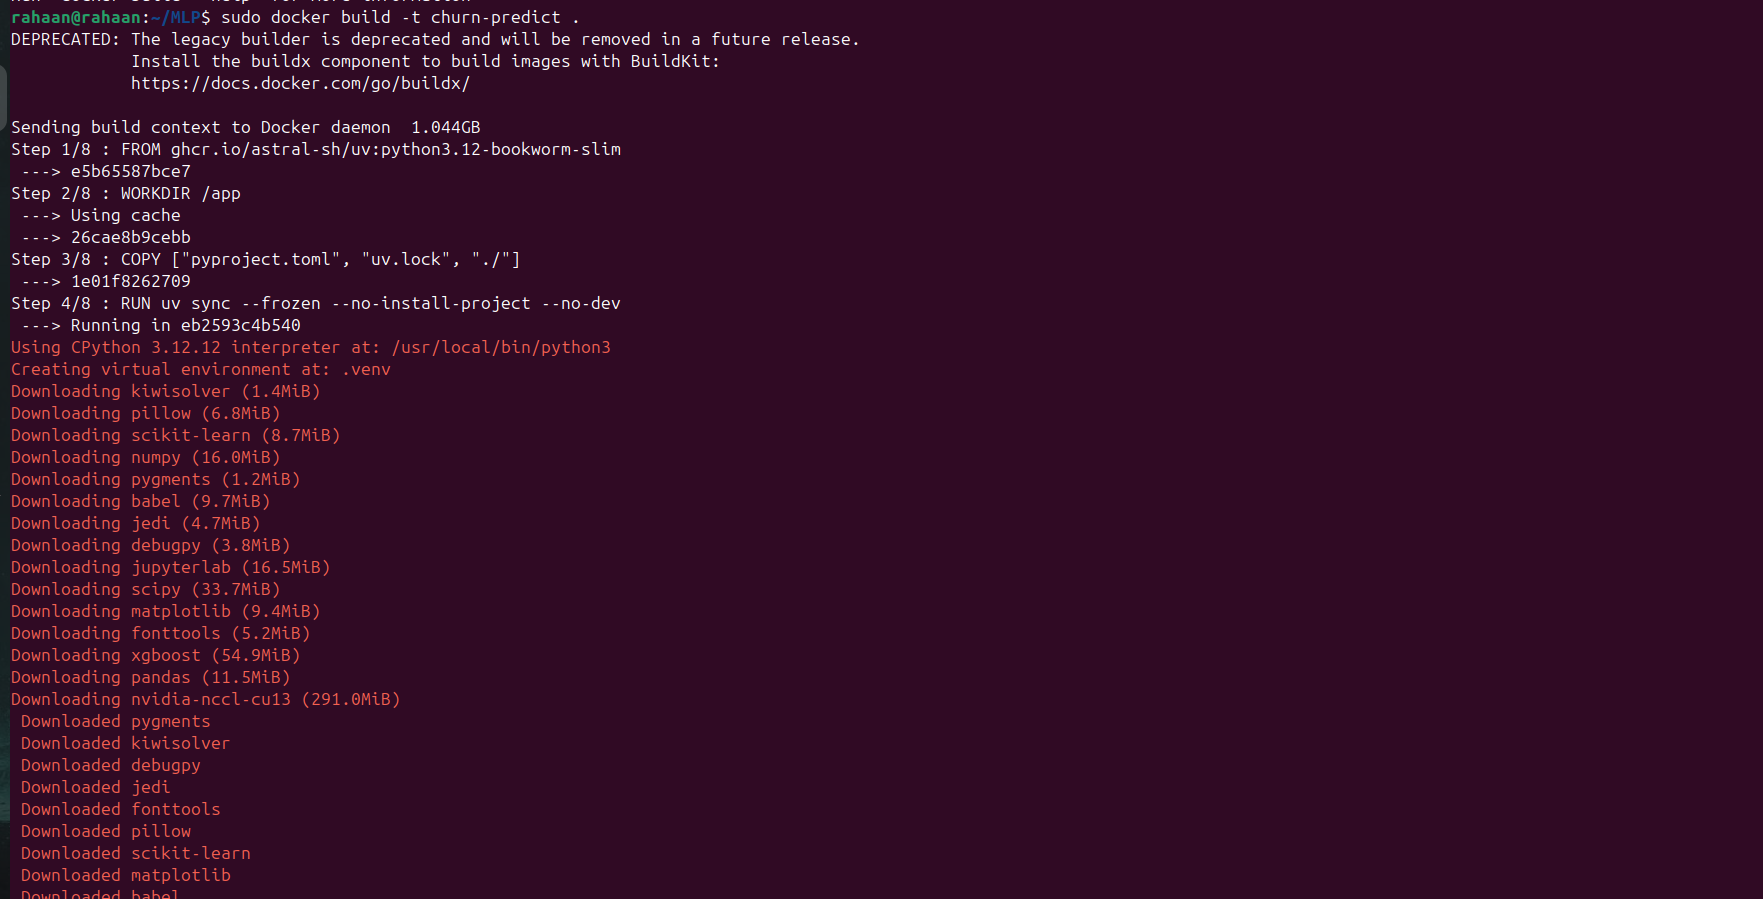 rahaan@rahaan:~/MLP$ sudo docker build -t churn-predict .
DEPRECATED: The legacy builder is deprecated and will be removed in a future release.
            Install the buildx component to build images with BuildKit:
            https://docs.docker.com/go/buildx/

Sending build context to Docker daemon  1.044GB
Step 1/8 : FROM ghcr.io/astral-sh/uv:python3.12-bookworm-slim
 ---> e5b65587bce7
Step 2/8 : WORKDIR /app
 ---> Using cache
 ---> 26cae8b9cebb
Step 3/8 : COPY ["pyproject.toml", "uv.lock", "./"]
 ---> 1e01f8262709
Step 4/8 : RUN uv sync --frozen --no-install-project --no-dev
 ---> Running in eb2593c4b540
Using CPython 3.12.12 interpreter at: /usr/local/bin/python3
Creating virtual environment at: .venv
Downloading kiwisolver (1.4MiB)
Downloading pillow (6.8MiB)
Downloading scikit-learn (8.7MiB)
Downloading numpy (16.0MiB)
Downloading pygments (1.2MiB)
Downloading babel (9.7MiB)
Downloading jedi (4.7MiB)
Downloading debugpy (3.8MiB)
Downloading jupyterlab (16.5MiB)
Downloading scipy (33.7MiB)
Downloading matplotlib (9.4MiB)
Downloading fonttools (5.2MiB)
Downloading xgboost (54.9MiB)
Downloading pandas (11.5MiB)
Downloading nvidia-nccl-cu13 (291.0MiB)
 Downloaded pygments
 Downloaded kiwisolver
 Downloaded debugpy
 Downloaded jedi
 Downloaded fonttools
 Downloaded pillow
 Downloaded scikit-learn
 Downloaded matplotlib
 Downloaded babel